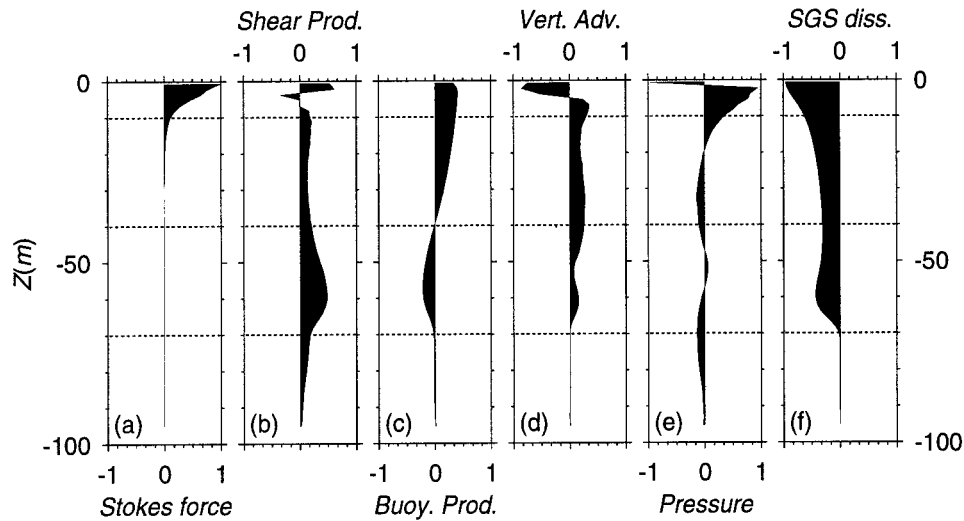 Shear Prod. Vert. Adv. SGS diss.
-1 0 1 -1 0 1 -1 0 1
0 0
-50 -50
Z(m)
(a) (b) (c) (d) (e) (f)
-100 -100
-1 0 1 -1 0 1 -1 0 1
Stokes force Buoy. Prod. Pressure